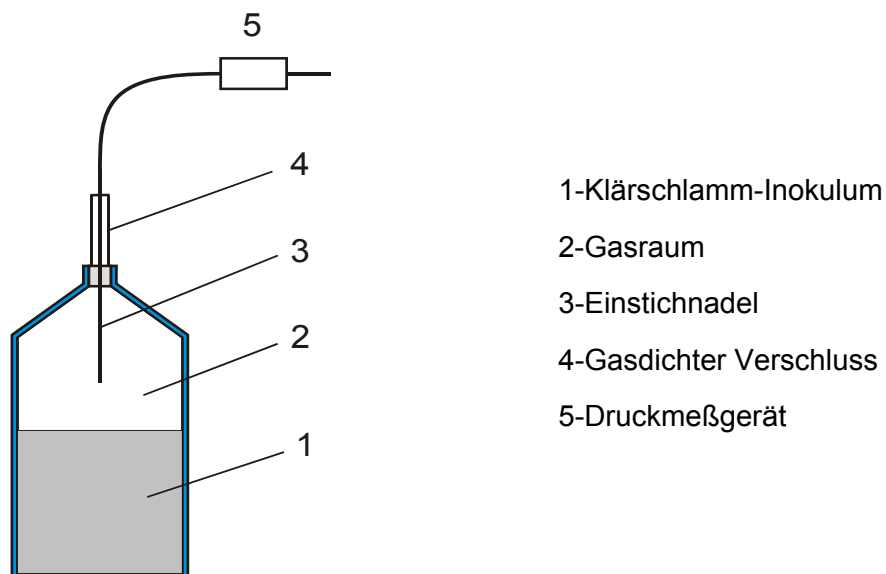 5
4
3
2
1
1-Klärschlamm-Inokulum
2-Gasraum
3-Einstichnadel
4-Gasdichter Verschluss
5-Druckmeßgerät